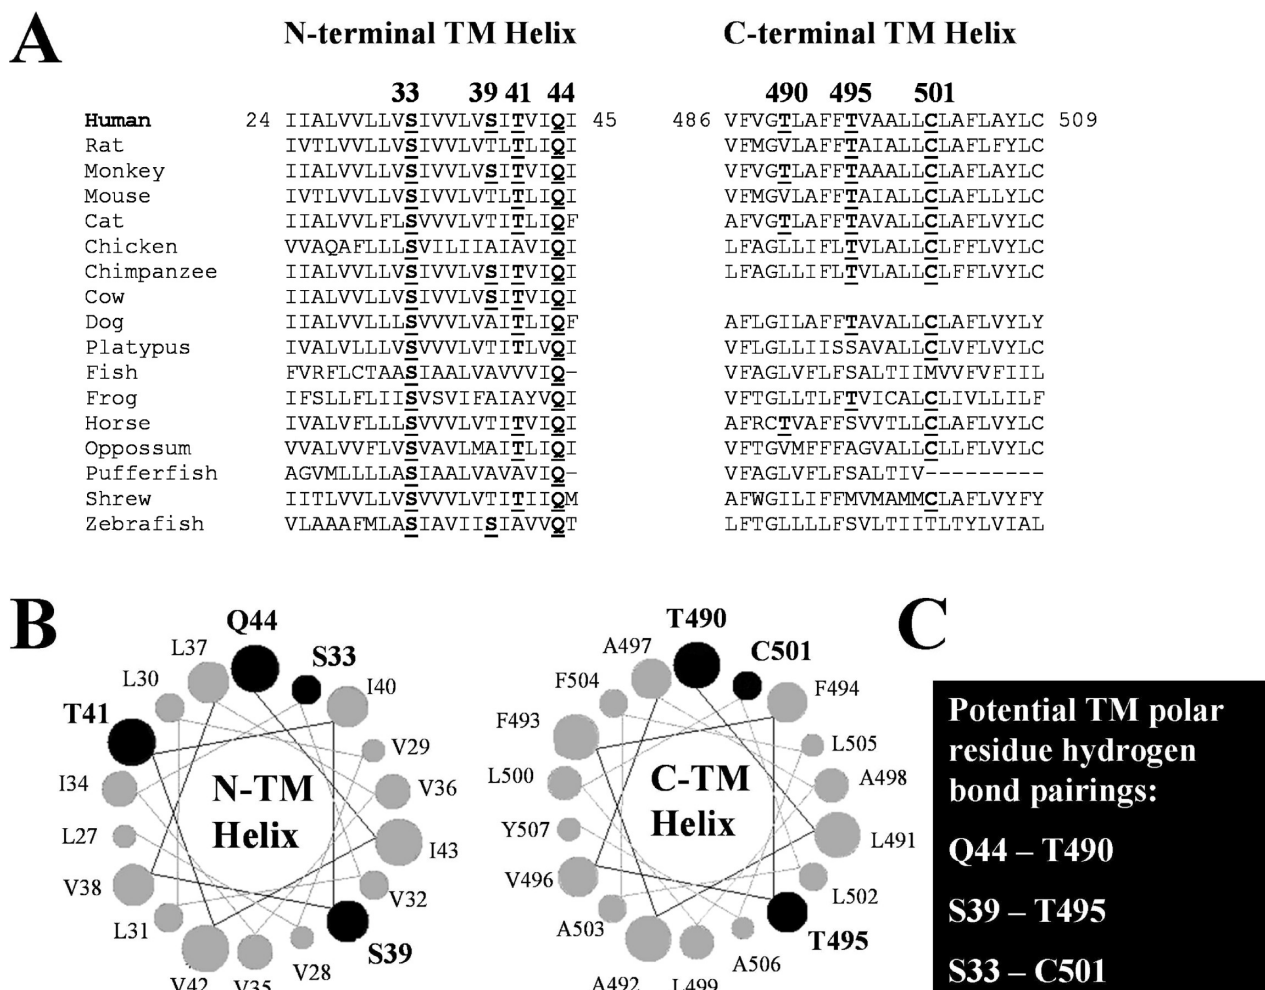 A
N-terminal TM Helix
C-terminal TM Helix
33 39 41 44
490 495 501
Human 24 IIALVVLLVSIVVLVSITVIQI 45 486 VFVGTLAFFTVAALLCLAFLAYLC 509
Rat IVTLVVLLVSIVVLVTLTLIQI VFMGVLAFFTAIALLCLAFLFYLC
Monkey IIALVVLLVSIVVLVSITVIQI VFVGTLAFFTAAALLCLAFLAYLC
Mouse IVTLVVLLVSIVVLVTLTLIQI VFMGVLAFFTAIALLCLAFLLYLC
Cat IIALVVLFLSVVVLVTITLIQF AFVGTLAFFTAVALLCLAFLVYLC
Chicken VVAQAFLLLSVILIIAIAVIQI LFAGLLIFLTVLALLCLFFLVYLC
Chimpanzee IIALVVLLVSIVVLVSITVIQI LFAGLLIFLTVLALLCLFFLVYLC
Cow IIALVVLLVSIVVLVSITVIQI
Dog IIALVVLLLSVVVLVAITLIQF AFLGILAFFTAVALLCLAFLVYLY
Platypus IVALVLLLVSVVVLVTITLVQI VFLGLLIISSAVALLCLVFLVYLC
Fish FVRFLCTAASIAALVAVVVIQ- VFAGLVFLFSALTIIMVVFVFIIL
Frog IFSLLFLIISVSVIFAIAYVQI VFTGLLTLFTVICALCLIVLLILF
Horse IVALVFLLLSVVVLVTITVIQI AFRCTVAFFTSVTLLCLAFLVYLC
Oppossum VVALVVFLVSVAVLMAITLIQI VFTGVMFFFAGVALLCLLFLVYLC
Pufferfish AGVMLLLLASIAALVAVAVIQ- VFAGLVFLFSALTIV---------
Shrew IITLVVLLVSVVVLVTITIIQM AFWGILIFFMVMAMMCLAFLVYFY
Zebrafish VLAAAFMLASIAVIISIAVVQT LFTGLLLLFSVLTIITLTYLVIAL
B
Q44
S33
I40
V29
V36
I43
V32
S39
V28
V35
V42
L31
V38
L27
I34
T41
L30
L37
N-TM
Helix
T490
C501
F494
L505
A498
L491
L502
T495
A506
L499
A492
A503
V496
Y507
L500
F493
F504
A497
C-TM
Helix
C
Potential TM polar
residue hydrogen
bond pairings:
Q44 – T490
S39 – T495
S33 – C501